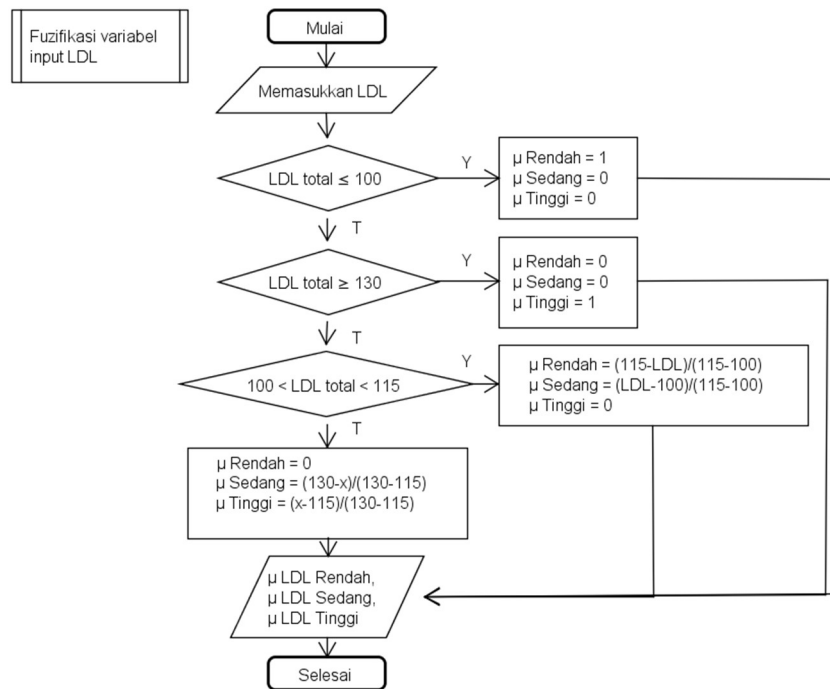 Fuzifikasi variabel
input LDL
Mulai
Memasukkan LDL
LDL total ≤ 100
Y
µ Rendah = 1
µ Sedang = 0
µ Tinggi = 0
T
LDL total ≥ 130
Y
µ Rendah = 0
µ Sedang = 0
µ Tinggi = 1
T
100 < LDL total < 115
Y
µ Rendah = (115-LDL)/(115-100)
µ Sedang = (LDL-100)/(115-100)
µ Tinggi = 0
T
µ Rendah = 0
µ Sedang = (130-x)/(130-115)
µ Tinggi = (x-115)/(130-115)
µ LDL Rendah,
µ LDL Sedang,
µ LDL Tinggi
Selesai